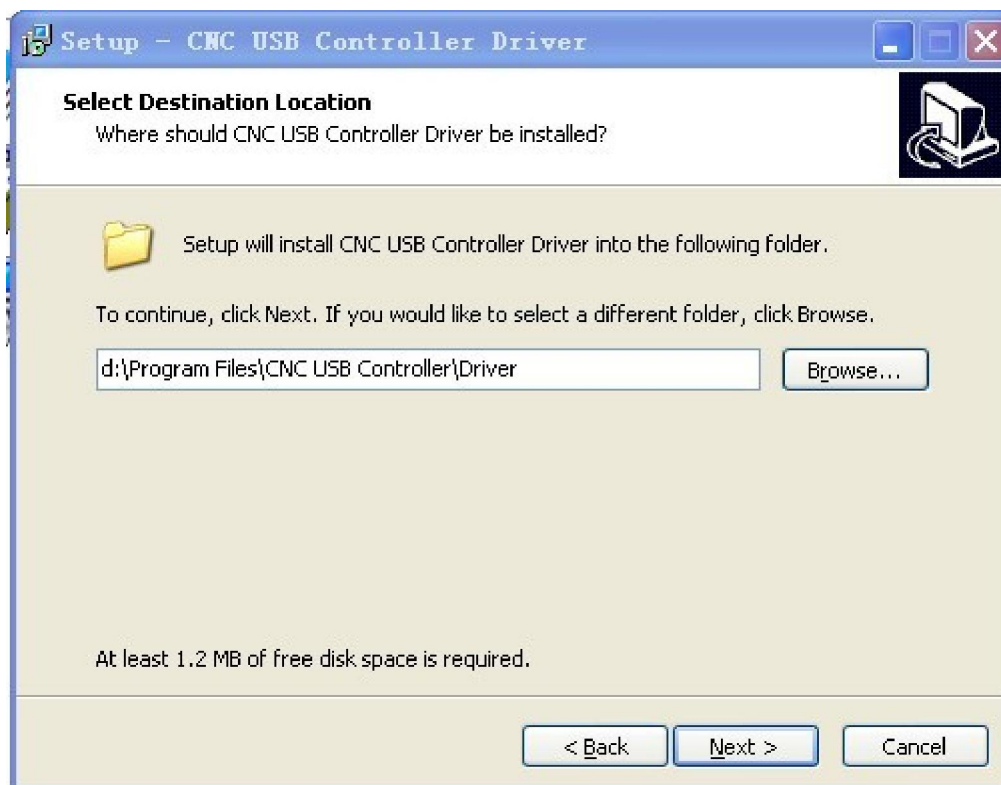 Setup - CNC USB Controller Driver
Select Destination Location
Where should CNC USB Controller Driver be installed?
Setup will install CNC USB Controller Driver into the following folder.
To continue, click Next. If you would like to select a different folder, click Browse.
d:\Program Files\CNC USB Controller\Driver
Browse...
At least 1.2 MB of free disk space is required.
< Back
Next >
Cancel